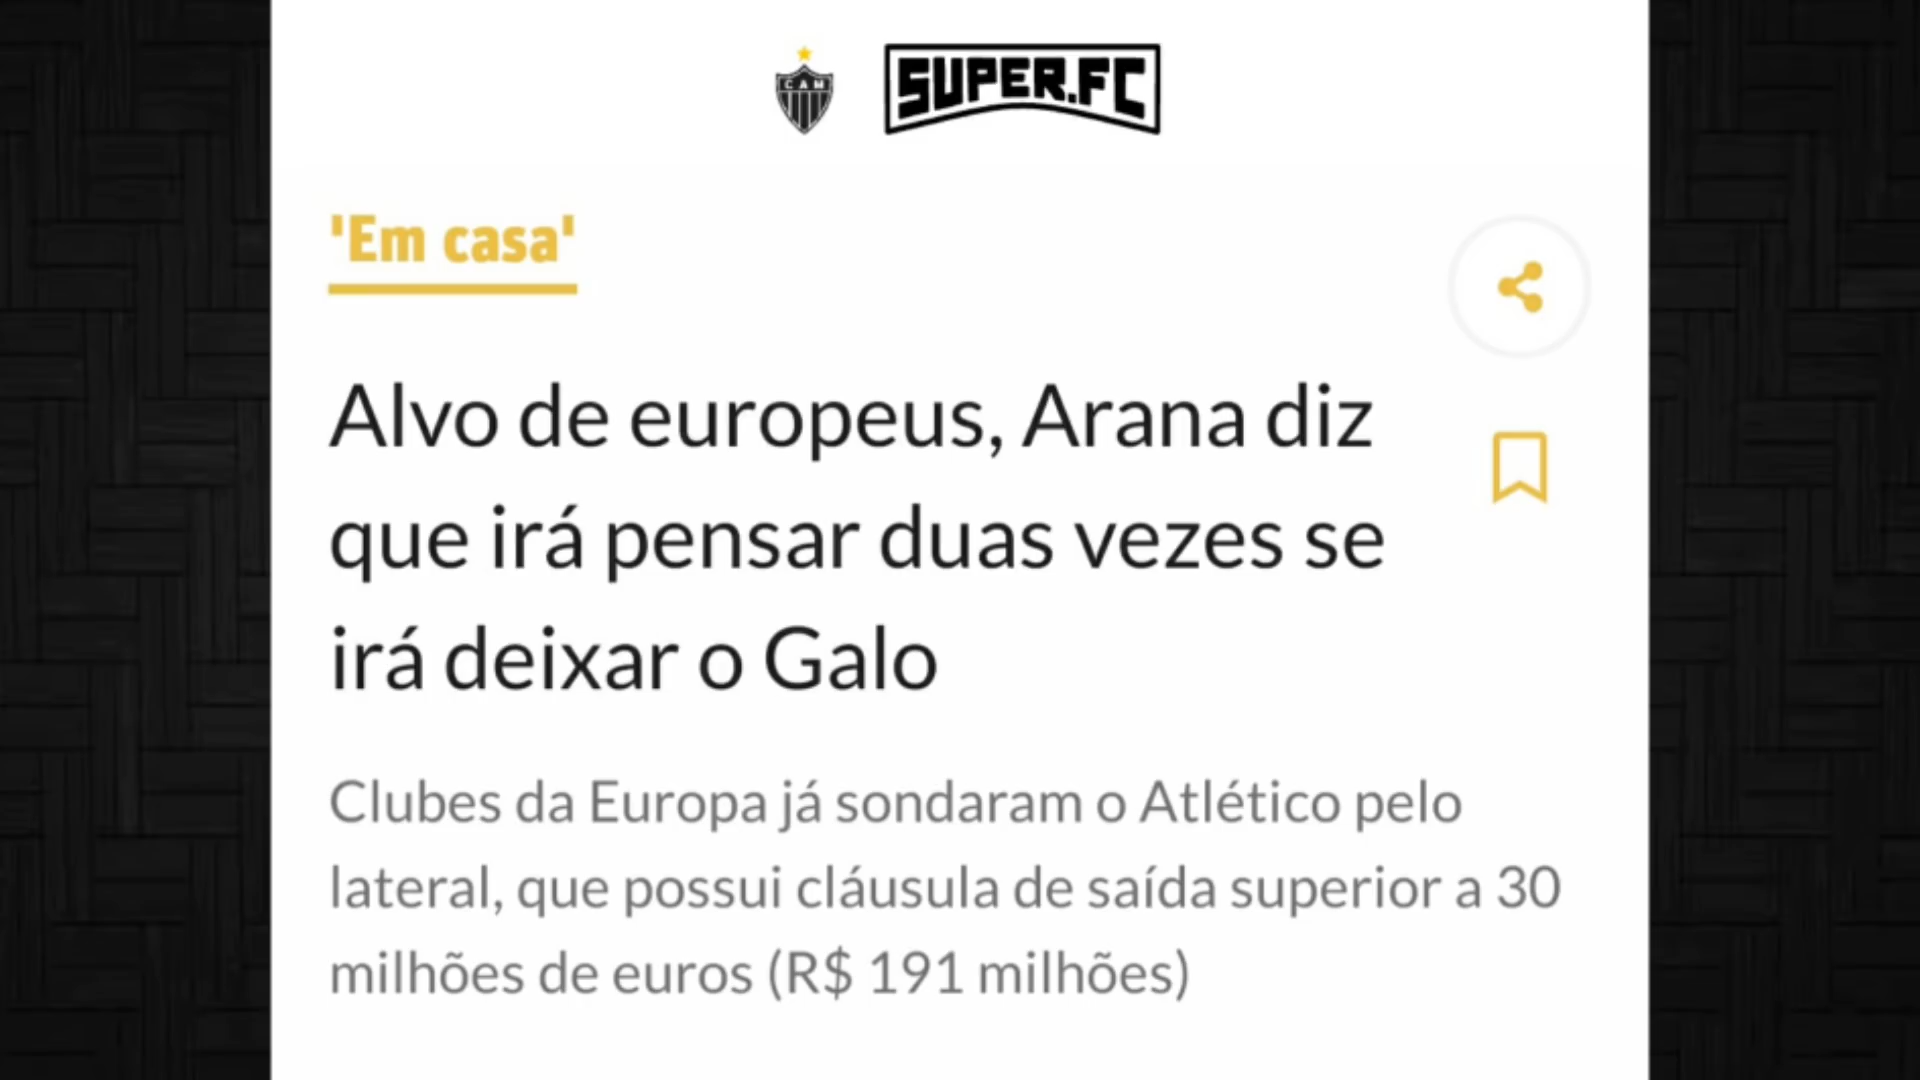 CAM
SUPER.FC
'Em casa'
Alvo de europeus, Arana diz
que irá pensar duas vezes se
irá deixar o Galo
Clubes da Europa já sondaram o Atlético pelo
lateral, que possui cláusula de saída superior a 30
milhões de euros (R$ 191 milhões)